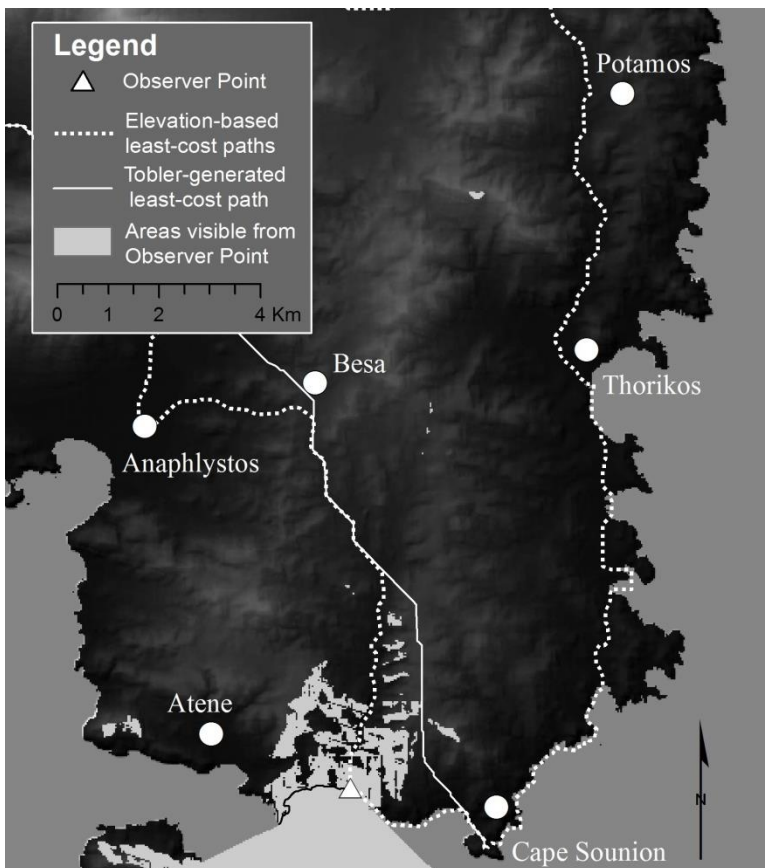 Legend
Observer Point
Elevation-based
least-cost paths
Tobler-generated
least-cost path
Areas visible from
Observer Point
0 1 2 4 Km
Potamos
Besa
Thorikos
Anaphlystos
Atene
N
Cape Sounion